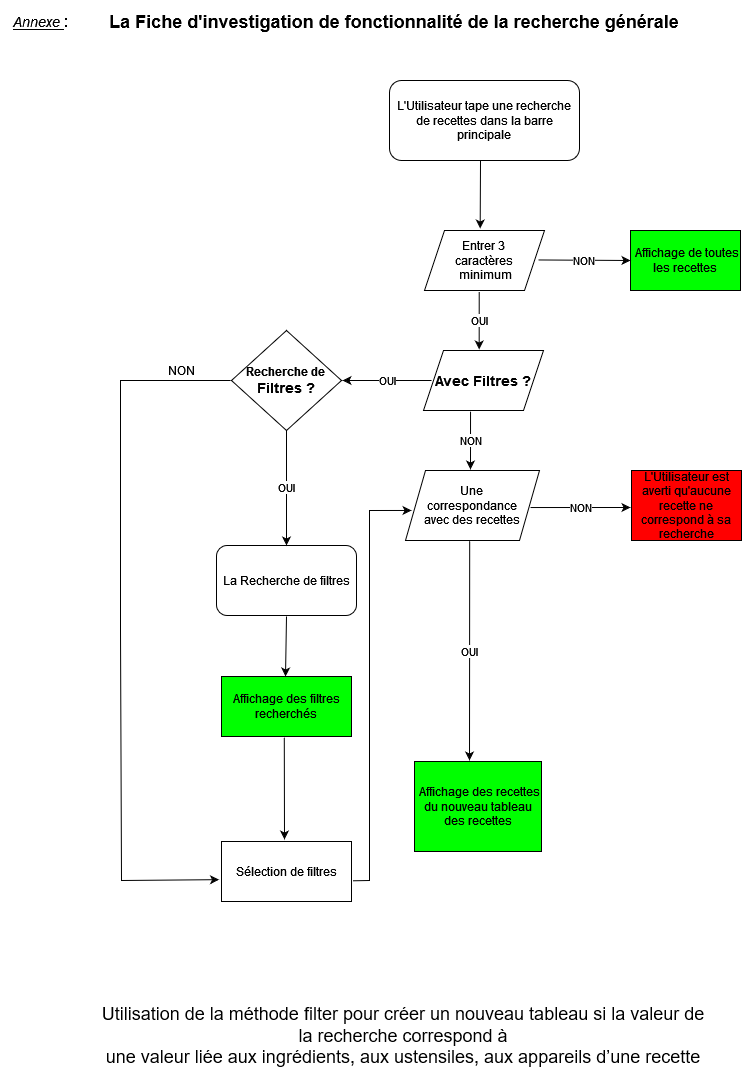 Annexe : La Fiche d'investigation de fonctionnalité de la recherche générale
L'Utilisateur tape une recherche
de recettes dans la barre
principale
Entrer 3
caractères
minimum
NON
Affichage de toutes
les recettes
OUI
NON
Recherche de
Filtres ?
OUI
Avec Filtres ?
NON
OUI
Une
correspondance
avec des recettes
NON
L'Utilisateur est
averti qu'aucune
recette ne
correspond à sa
recherche
La Recherche de filtres
OUI
Affichage des filtres
recherchés
Affichage des recettes
du nouveau tableau
des recettes
Sélection de filtres
Utilisation de la méthode filter pour créer un nouveau tableau si la valeur de
la recherche correspond à
une valeur liée aux ingrédients, aux ustensiles, aux appareils d’une recette